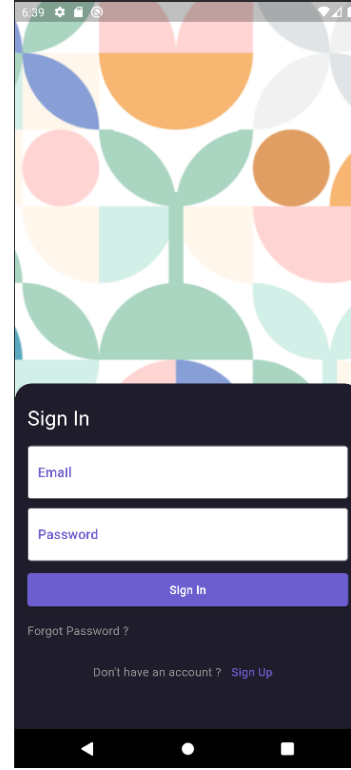 6:39
Sign In
Email
Password
Sign In
Forgot Password ?
Don't have an account ? Sign Up